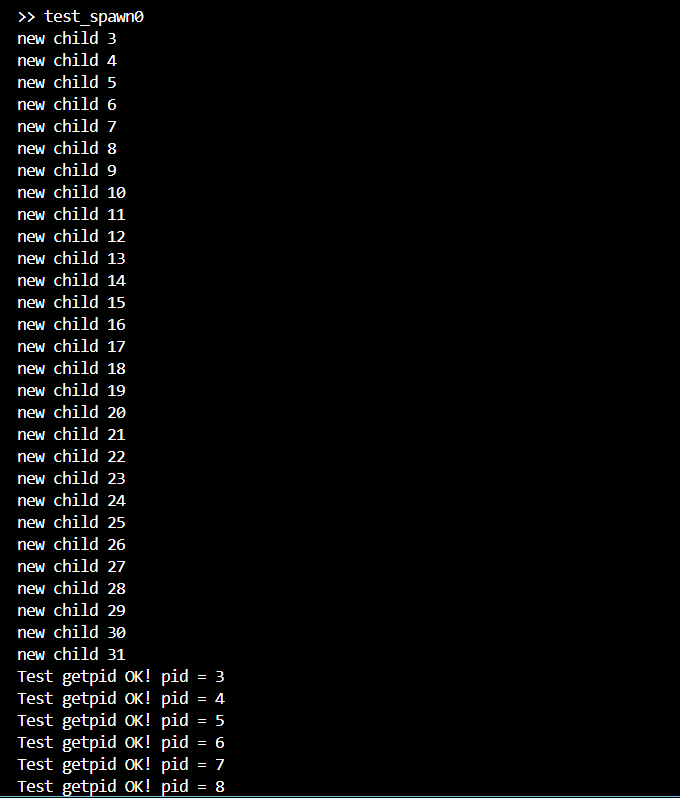 >> test_spawn0
new child 3
new child 4
new child 5
new child 6
new child 7
new child 8
new child 9
new child 10
new child 11
new child 12
new child 13
new child 14
new child 15
new child 16
new child 17
new child 18
new child 19
new child 20
new child 21
new child 22
new child 23
new child 24
new child 25
new child 26
new child 27
new child 28
new child 29
new child 30
new child 31
Test getpid OK! pid = 3
Test getpid OK! pid = 4
Test getpid OK! pid = 5
Test getpid OK! pid = 6
Test getpid OK! pid = 7
Test getpid OK! pid = 8